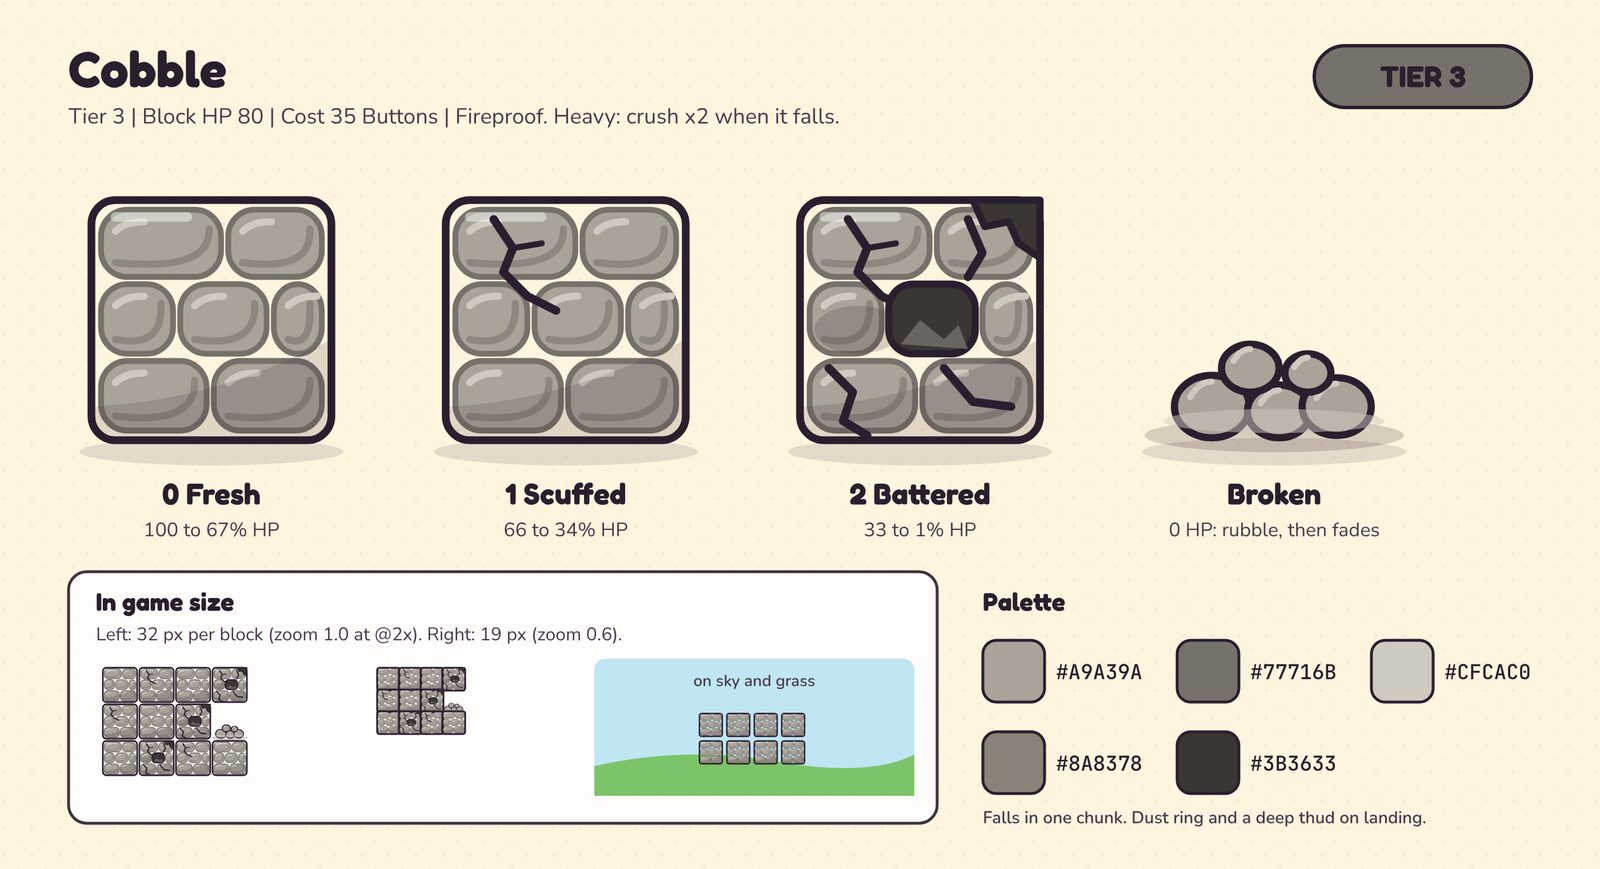 Cobble
TIER 3
Tier 3 | Block HP 80 | Cost 35 Buttons | Fireproof. Heavy: crush x2 when it falls.
0 Fresh
100 to 67% HP
1 Scuffed
66 to 34% HP
2 Battered
33 to 1% HP
Broken
0 HP: rubble, then fades
In game size
Left: 32 px per block (zoom 1.0 at @2x). Right: 19 px (zoom 0.6).
on sky and grass
Palette
#A9A39A
#77716B
#CFCAC0
#8A8378
#3B3633
Falls in one chunk. Dust ring and a deep thud on landing.